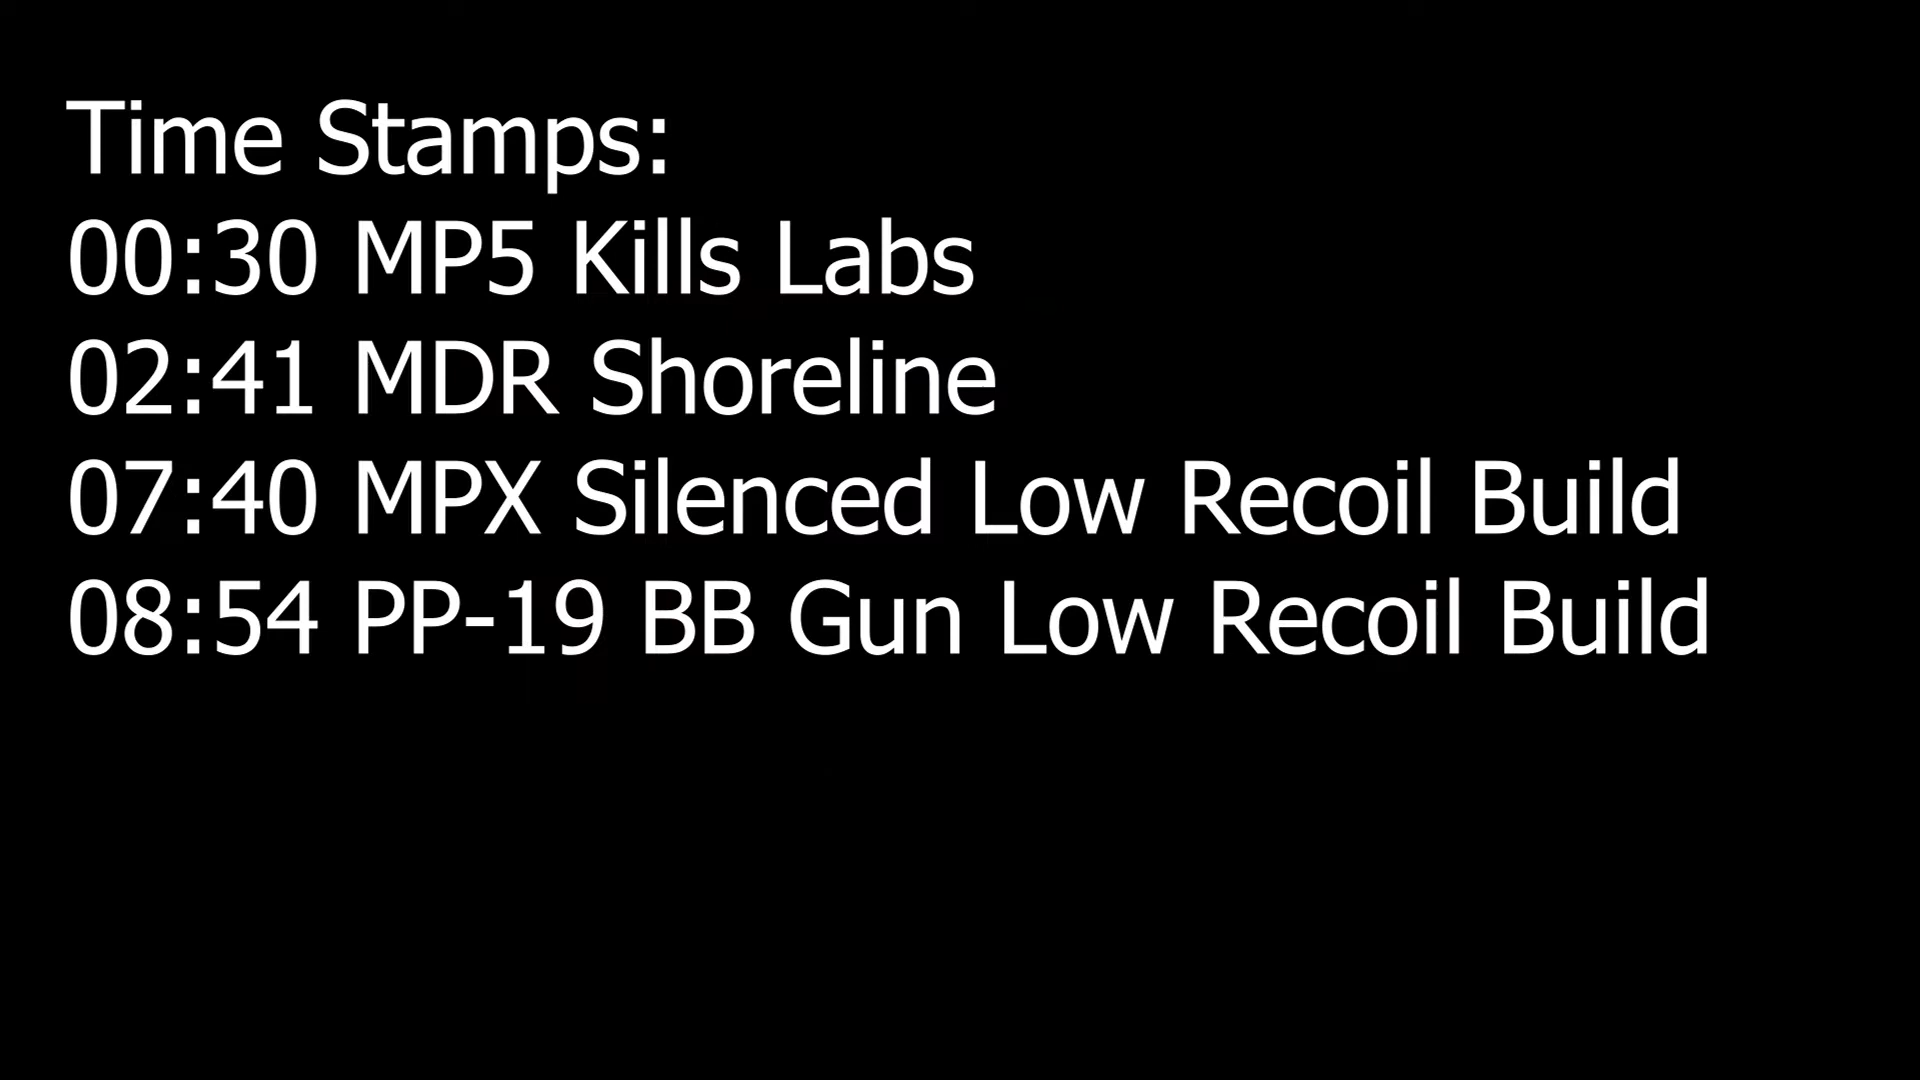 Time Stamps:
00:30 MP5 Kills Labs
02:41 MDR Shoreline
07:40 MPX Silenced Low Recoil Build
08:54 PP-19 BB Gun Low Recoil Build